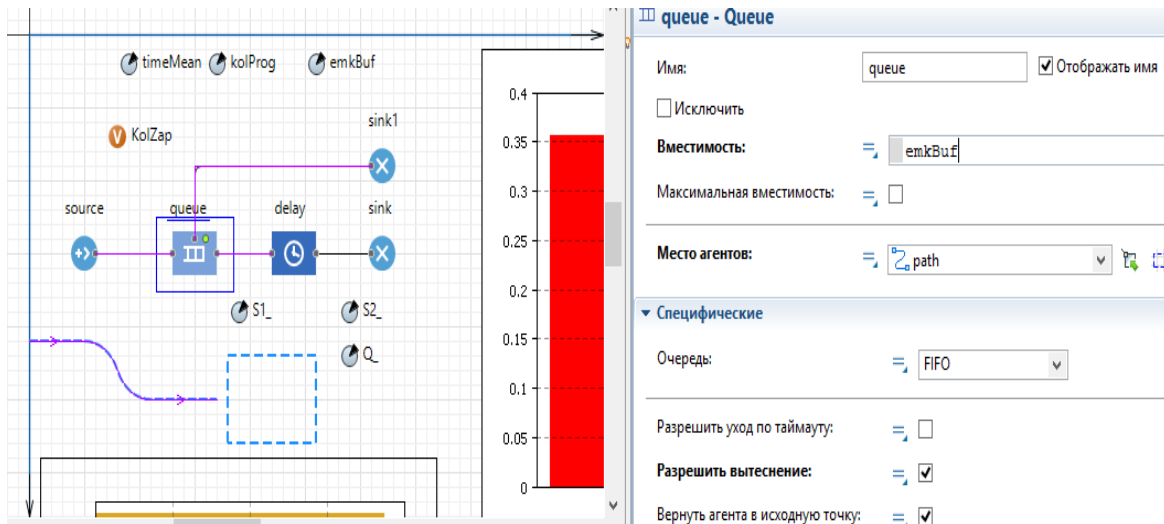 timeMean kolProg emkBuf
KolZap
sink1
source queue delay sink
S1_ S2_
Q_
0.4
0.35
0.3
0.25
0.2
0.15
0.1
0.05
0
queue - Queue
Имя: queue Отображать имя
Исключить
Вместимость: emkBuf
Максимальная вместимость:
Место агентов: path
Специфические
Очередь: FIFO
Разрешить уход по таймауту:
Разрешить вытеснение:
Вернуть агента в исходную точку: